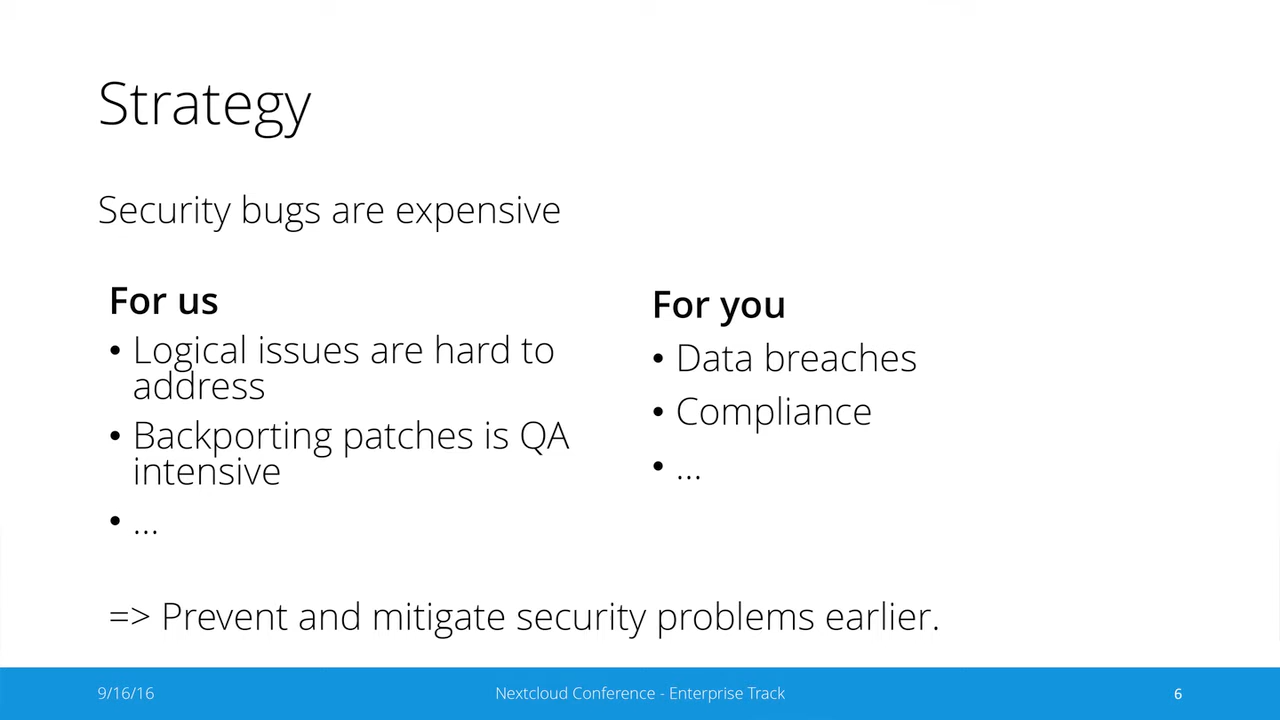 Strategy
Security bugs are expensive
For us
• Logical issues are hard to
address
• Backporting patches is QA
intensive
• ...
For you
• Data breaches
• Compliance
• ...
=> Prevent and mitigate security problems earlier.
9/16/16
Nextcloud Conference - Enterprise Track
6